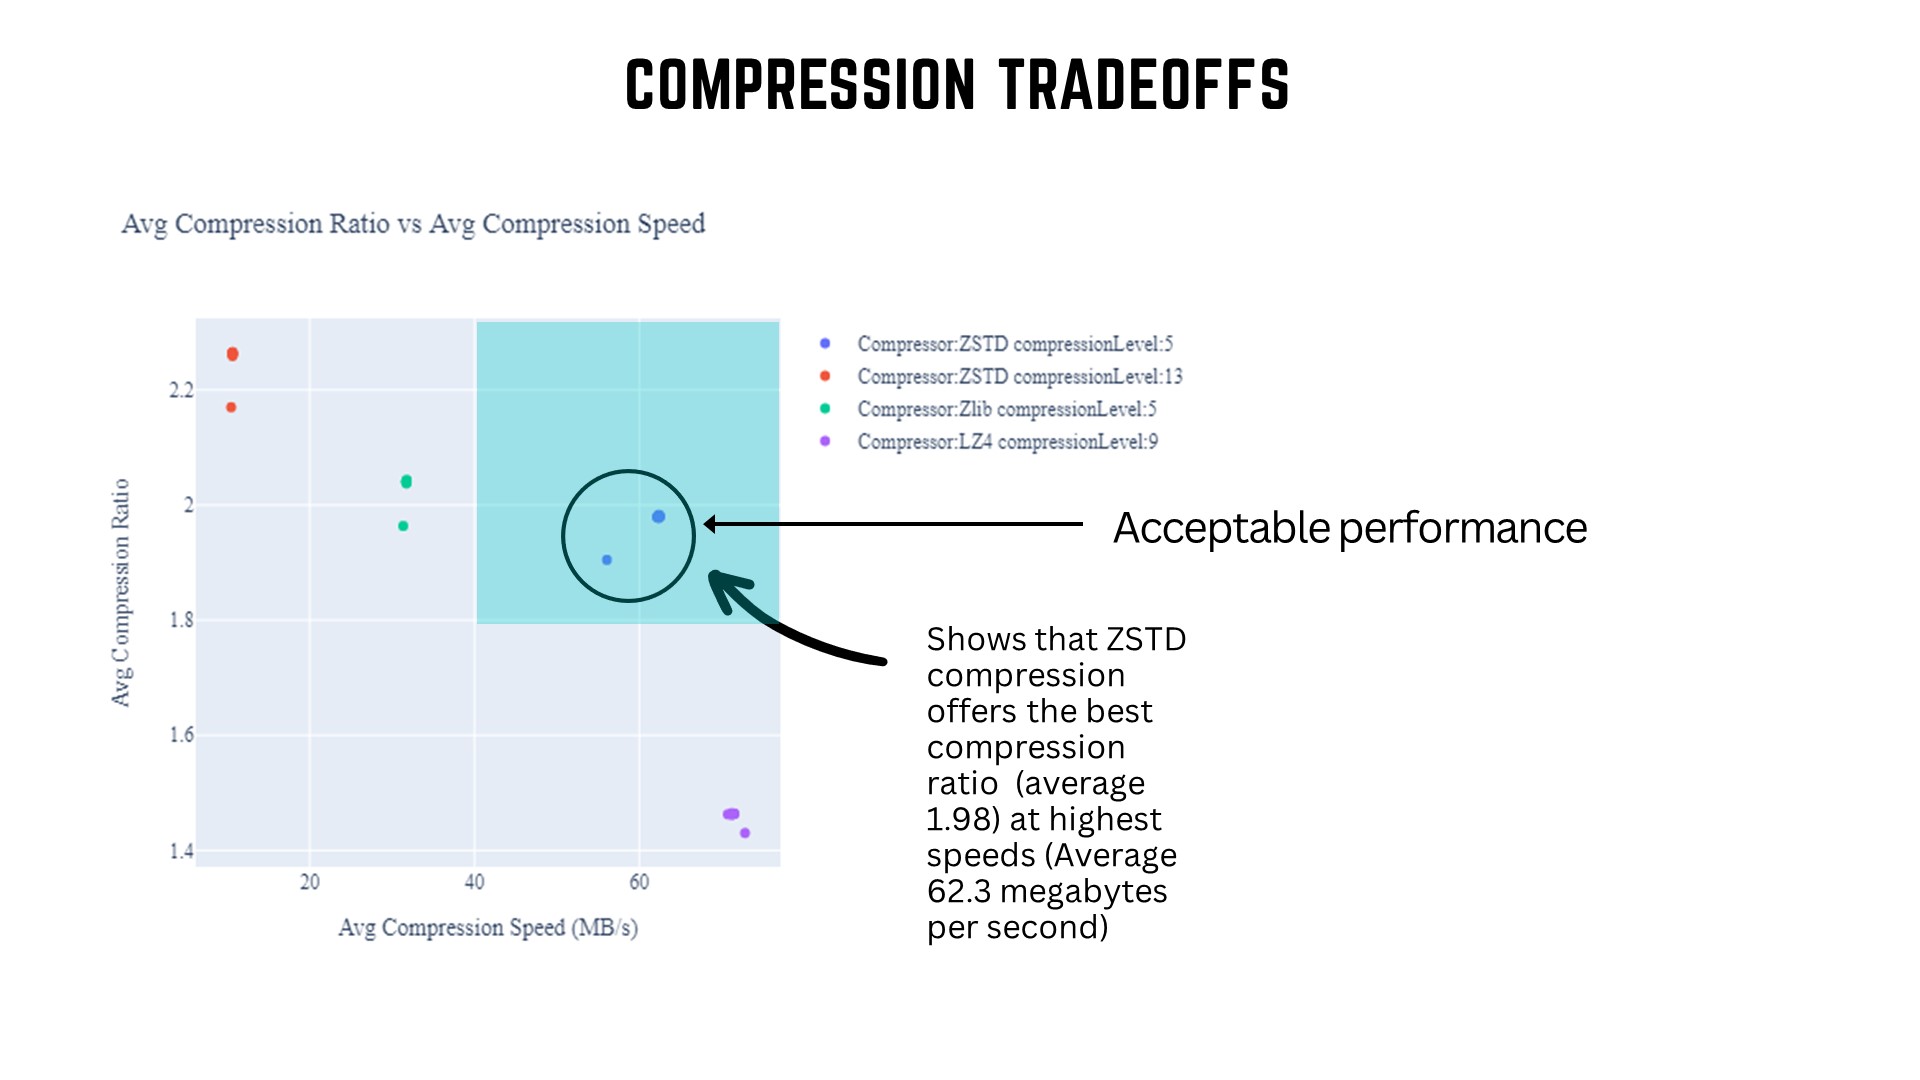 COMPRESSION TRADEOFFS
Avg Compression Ratio vs Avg Compression Speed
Avg Compression Ratio
2.2
2
1.8
1.6
1.4
20 40 60
Avg Compression Speed (MB/s)
Compressor:ZSTD compressionLevel:5
Compressor:ZSTD compressionLevel:13
Compressor:Zlib compressionLevel:5
Compressor:LZ4 compressionLevel:9
Acceptable performance
Shows that ZSTD
compression
offers the best
compression
ratio (average
1.98) at highest
speeds (Average
62.3 megabytes
per second)